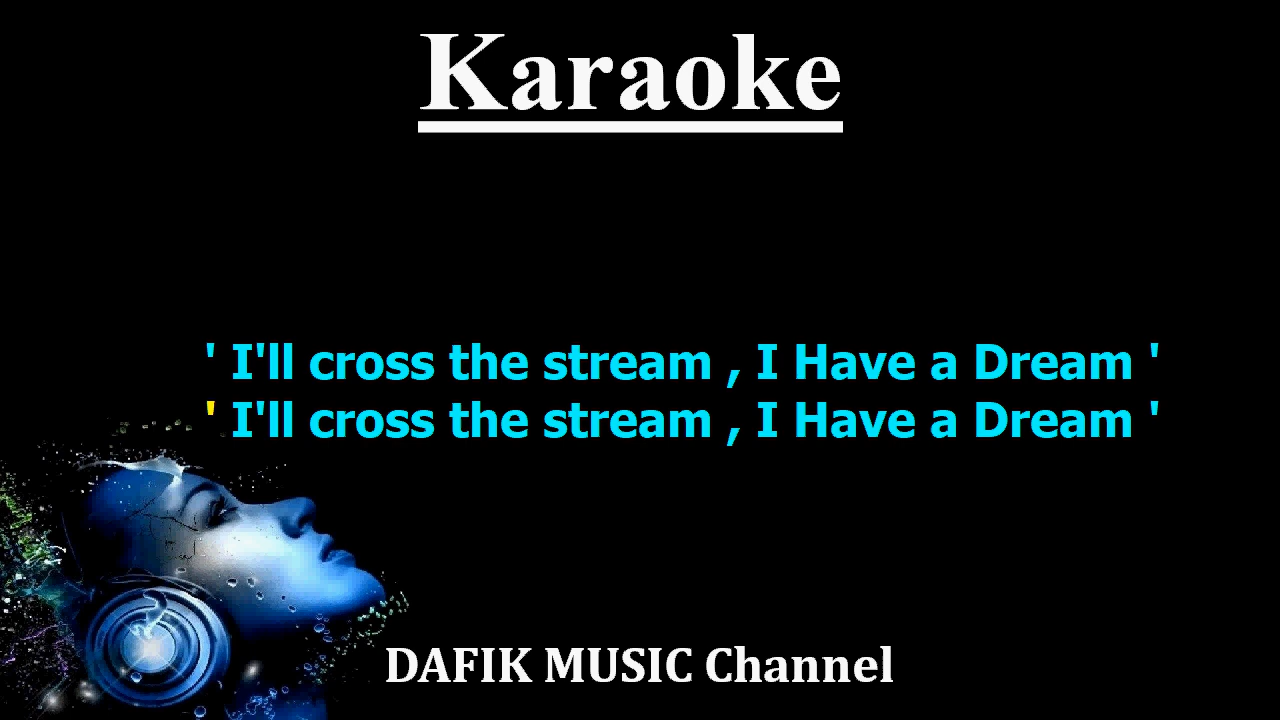 Karaoke
' I'll cross the stream , I Have a Dream '
' I'll cross the stream , I Have a Dream '
DAFIK MUSIC Channel